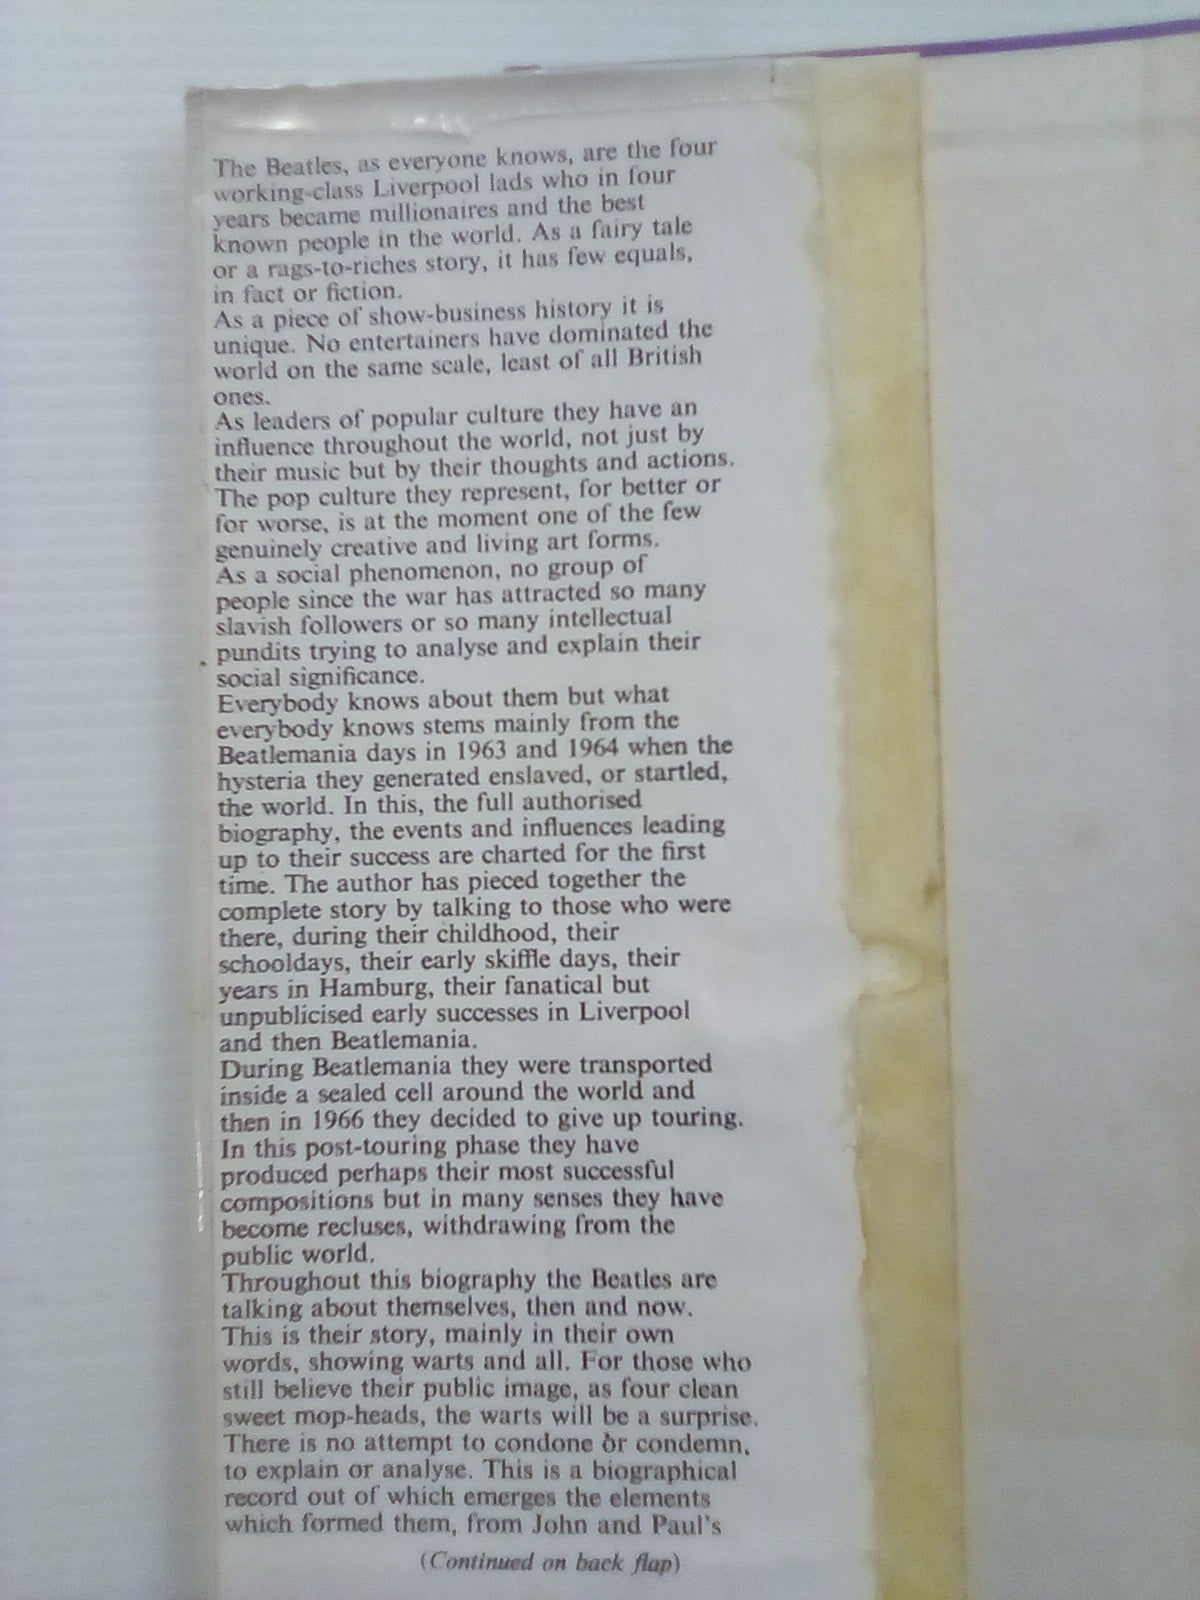 The Beatles, as everyone knows, are the four
working-class Liverpool lads who in four
years became millionaires and the best
known people in the world. As a fairy tale
or a rags-to-riches story, it has few equals,
in fact or fiction.
As a piece of show-business history it is
unique. No entertainers have dominated the
world on the same scale, least of all British
ones.
As leaders of popular culture they have an
influence throughout the world, not just by
their music but by their thoughts and actions.
The pop culture they represent, for better or
for worse, is at the moment one of the few
genuinely creative and living art forms.
As a social phenomenon, no group of
people since the war has attracted so many
slavish followers or so many intellectual
pundits trying to analyse and explain their
social significance.
Everybody knows about them but what
everybody knows stems mainly from the
Beatlemania days in 1963 and 1964 when the
hysteria they generated enslaved, or startled,
the world. In this, the full authorised
biography, the events and influences leading
up to their success are charted for the first
time. The author has pieced together the
complete story by talking to those who were
there, during their childhood, their
schooldays, their early skiffle days, their
years in Hamburg, their fanatical but
unpublicised early successes in Liverpool
and then Beatlemania.
During Beatlemania they were transported
inside a sealed cell around the world and
then in 1966 they decided to give up touring.
In this post-touring phase they have
produced perhaps their most successful
compositions but in many senses they have
become recluses, withdrawing from the
public world.
Throughout this biography the Beatles are
talking about themselves, then and now.
This is their story, mainly in their own
words, showing warts and all. For those who
still believe their public image, as four clean
sweet mop-heads, the warts will be a surprise.
There is no attempt to condone or condemn,
to explain or analyse. This is a biographical
record out of which emerges the elements
which formed them, from John and Paul's
(Continued on back flap)